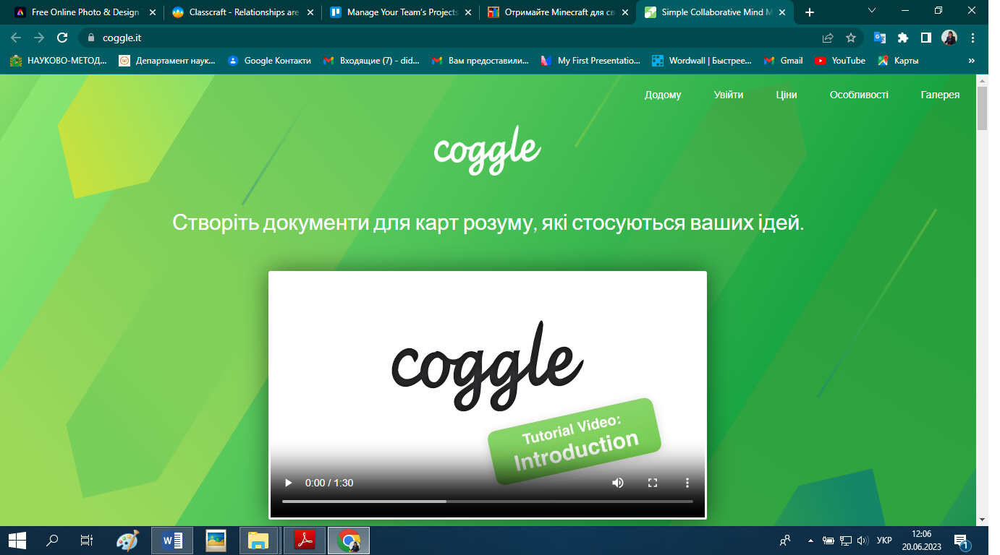 Free Online Photo & Design
Classcraft - Relationships are
Manage Your Team's Projects
Отримайте Minecraft для св
Simple Collaborative Mind M
coggle.it
НАУКОВО-МЕТОД...
Департамент наук...
Google Контакти
Входящие (7) - did...
Вам предоставили...
My First Presentatio...
Wordwall | Быстрее...
Gmail
YouTube
Карты
»
Додому Увійти Ціни Особливості Галерея
coggle
Створіть документи для карт розуму, які стосуються ваших ідей.
coggle
Tutorial Video:
Introduction
0:00 / 1:30
УКР
12:06
20.06.2023
1